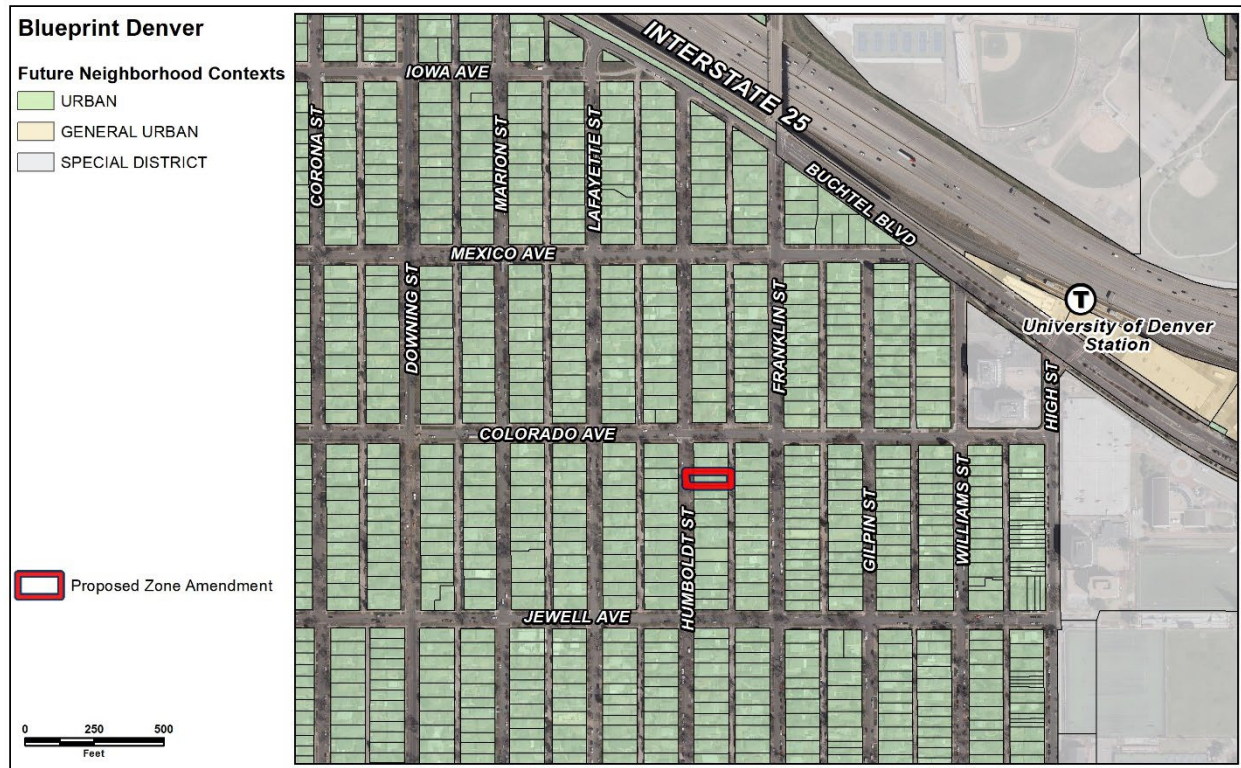 Blueprint Denver
Future Neighborhood Contexts
URBAN
GENERAL URBAN
SPECIAL DISTRICT
Proposed Zone Amendment
0 250 500
Feet
INTERSTATE 25
IOWA AVE
CORONA ST
MARION ST
LAFAYETTE ST
BUCHTEL BLVD
MEXICO AVE
DOWNING ST
FRANKLIN ST
T
University of Denver
Station
HIGH ST
COLORADO AVE
HUMBOLDT ST
GILPIN ST
WILLIAMS ST
JEWELL AVE